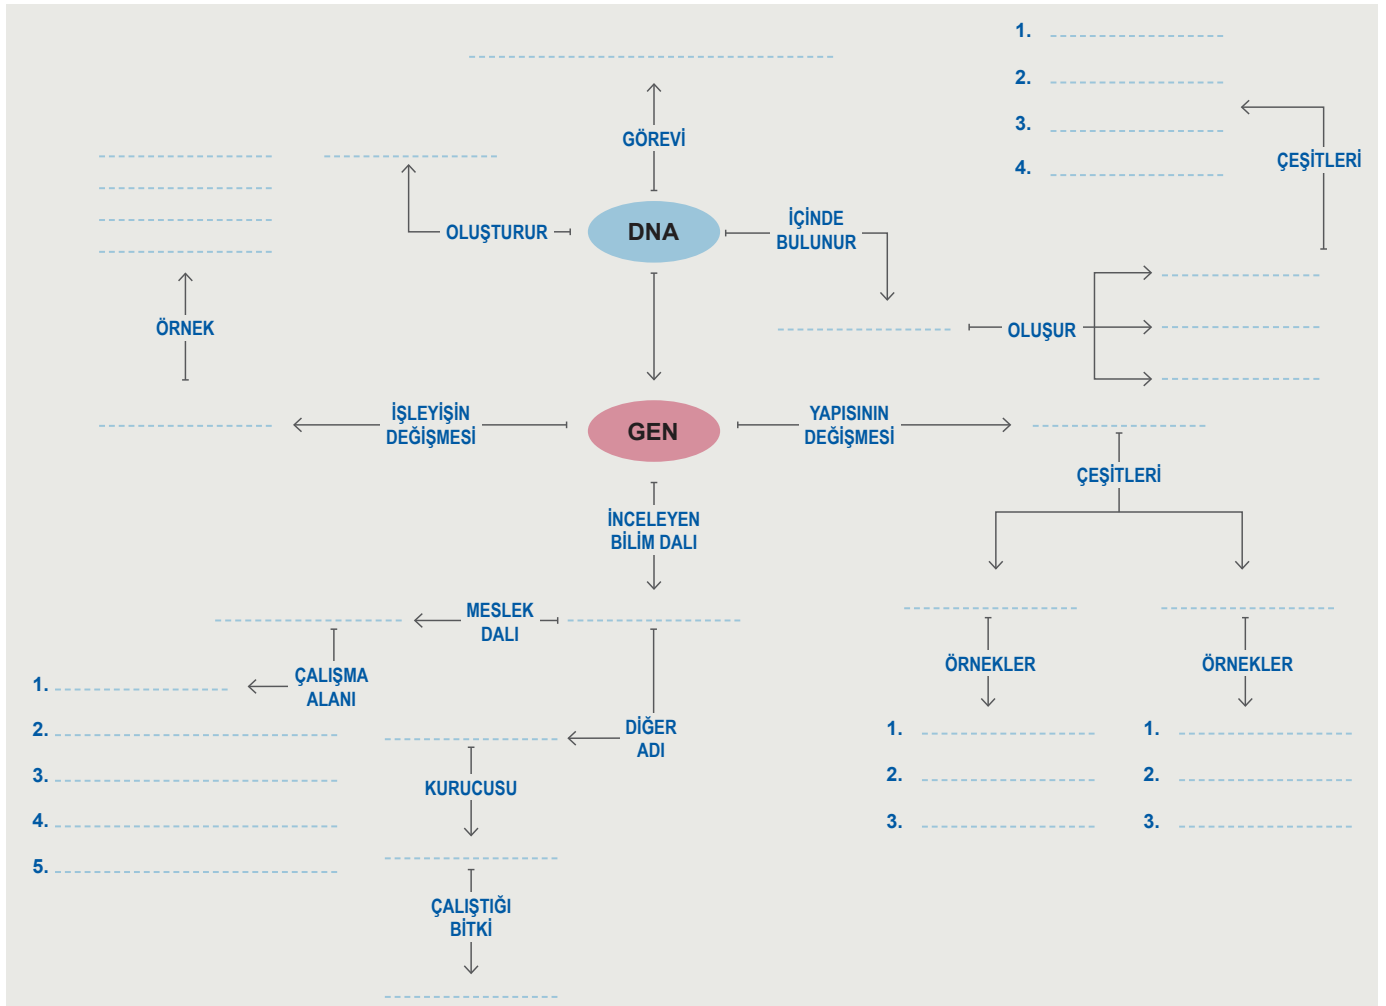 1.
2.
3.
4.
GÖREVİ
ÇEŞİTLERİ
OLUŞTURUR
DNA
İÇİNDE
BULUNUR
ÖRNEK
OLUŞUR
İŞLEYİŞİN
DEĞİŞMESİ
GEN
YAPISININ
DEĞİŞMESİ
ÇEŞİTLERİ
İNCELEYEN
BİLİM DALI
MESLEK
DALI
ÇALIŞMA
ALANI
1.
2.
3.
4.
5.
DİĞER
ADI
KURUCUSU
ÇALIŞTIĞI
BİTKİ
ÖRNEKLER
1.
2.
3.
ÖRNEKLER
1.
2.
3.